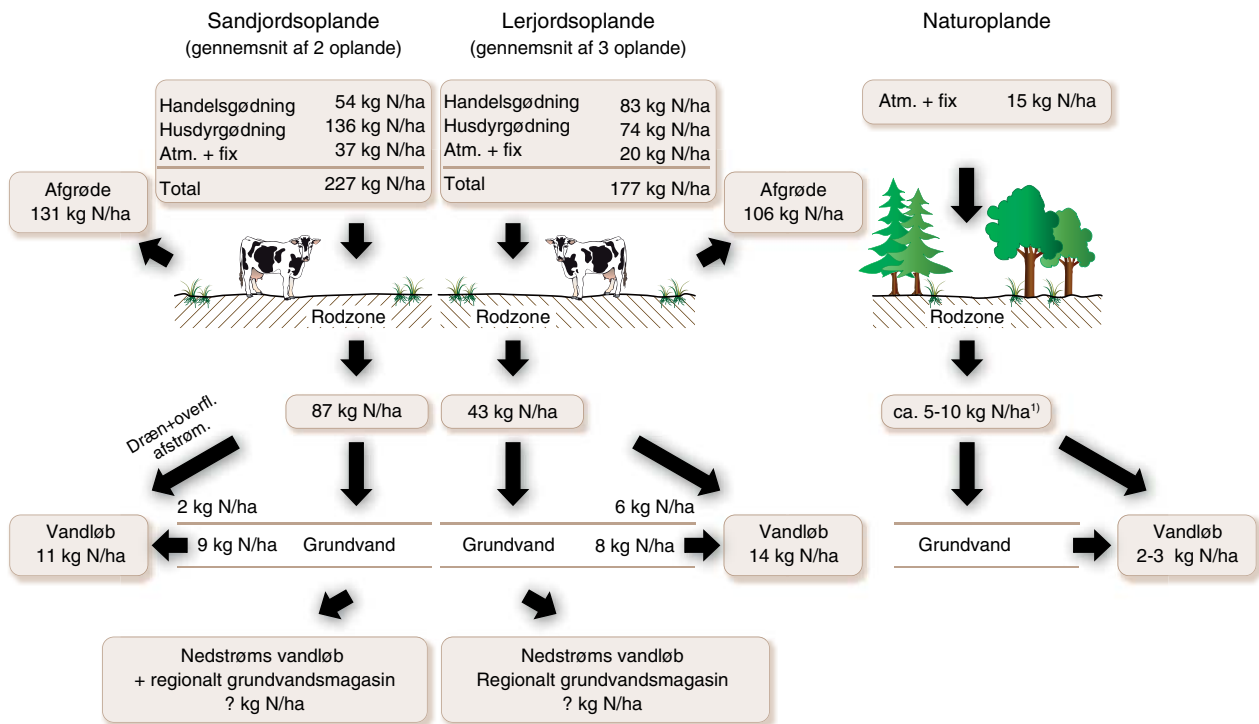 Sandjordsoplande
(gennemsnit af 2 oplande)
Lerjordsoplande
(gennemsnit af 3 oplande)
Naturoplande
Handelsgødning 54 kg N/ha
Husdyrgødning 136 kg N/ha
Atm. + fix 37 kg N/ha
Total 227 kg N/ha
Handelsgødning 83 kg N/ha
Husdyrgødning 74 kg N/ha
Atm. + fix 20 kg N/ha
Total 177 kg N/ha
Atm. + fix 15 kg N/ha
Afgrøde
131 kg N/ha
Afgrøde
106 kg N/ha
Rodzone
Rodzone
Rodzone
87 kg N/ha
43 kg N/ha
ca. 5-10 kg N/ha¹⁾
Dræn+overfl.
afstrøm.
2 kg N/ha
6 kg N/ha
Vandløb
11 kg N/ha
9 kg N/ha
Grundvand
Grundvand
8 kg N/ha
Vandløb
14 kg N/ha
Grundvand
Vandløb
2-3 kg N/ha
Nedstrøms vandløb
+ regionalt grundvandsmagasin
? kg N/ha
Nedstrøms vandløb
Regionalt grundvandsmagasin
? kg N/ha